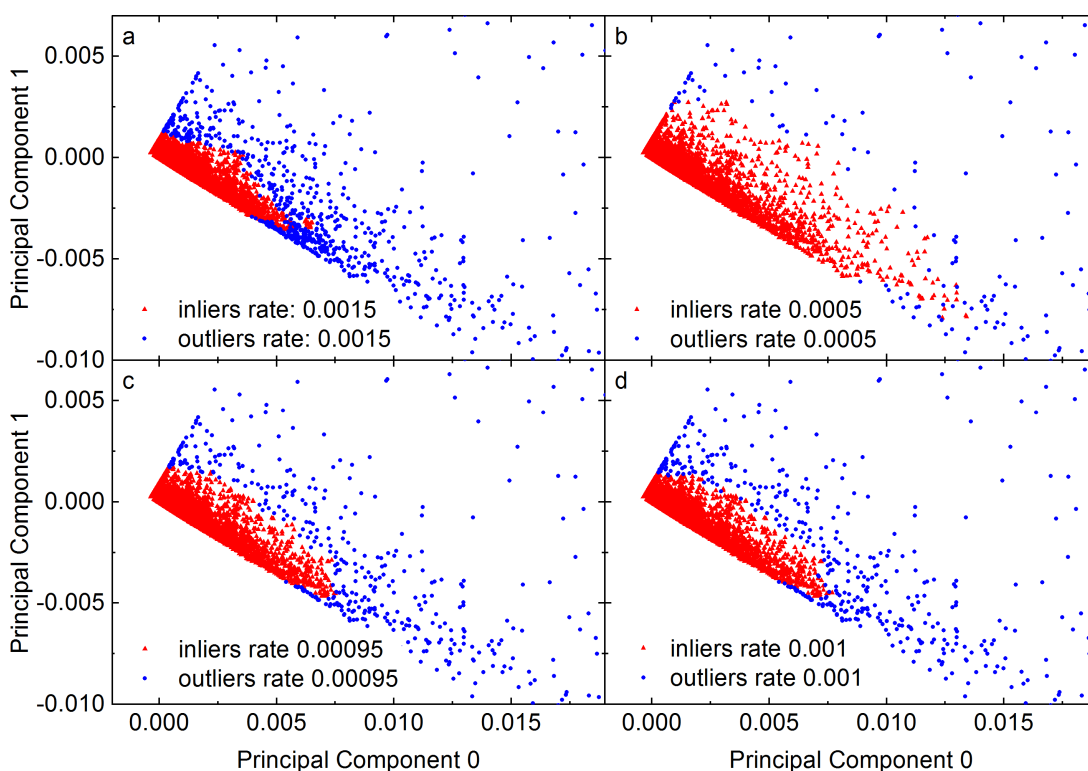 a
b
0.005
0.000
-0.005
-0.010
Principal Component 1
inliers rate: 0.0015
outliers rate: 0.0015
inliers rate 0.0005
outliers rate 0.0005
c
d
0.005
0.000
-0.005
-0.010
Principal Component 1
inliers rate 0.00095
outliers rate 0.00095
inliers rate 0.001
outliers rate 0.001
0.000 0.005 0.010 0.015
0.000 0.005 0.010 0.015
Principal Component 0
Principal Component 0